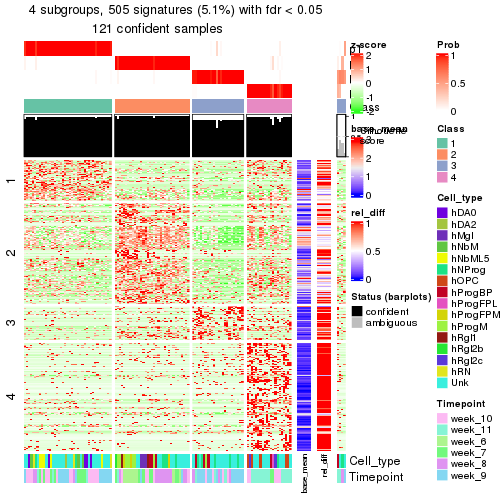 4 subgroups, 505 signatures (5.1%) with fdr < 0.05
121 confident samples
z-score
2
1
0
-1
-2
base_mean
3
2
1
0
Silhouette
score
rel_diff
1
0.5
0
Status (barplots)
confident
ambiguous
Prob
1
0.5
0
Class
1
2
3
4
Cell_type
hDA0
hDA2
hMgl
hNbM
hNbML5
hNProg
hOPC
hProgBP
hProgFPL
hProgFPM
hProgM
hRgl1
hRgl2b
hRgl2c
hRN
Unk
Timepoint
week_10
week_11
week_6
week_7
week_8
week_9
1
2
3
4
base_mean
rel_diff
Cell_type
Timepoint